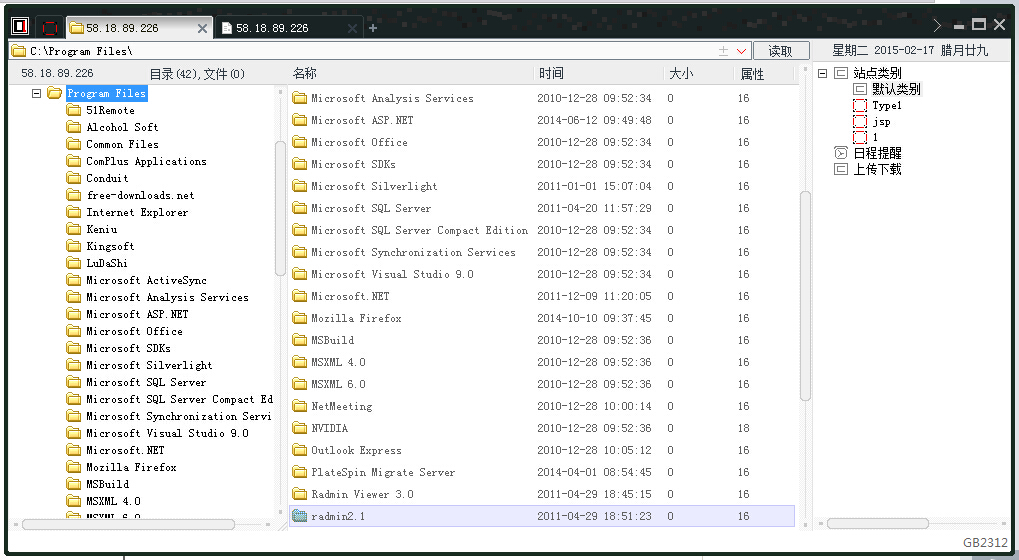 58.18.89.226
58.18.89.226
C:\Program Files\
读取
星期二 2015-02-17 腊月廿九
58.18.89.226 目录(42),文件(0)
Program Files
51Remote
Alcohol Soft
Common Files
ComPlus Applications
Conduit
free-downloads.net
Internet Explorer
Keniu
Kingsoft
LuDaShi
Microsoft ActiveSync
Microsoft Analysis Services
Microsoft ASP.NET
Microsoft Office
Microsoft SDKs
Microsoft Silverlight
Microsoft SQL Server
Microsoft SQL Server Compact Ed
Microsoft Synchronization Servi
Microsoft Visual Studio 9.0
Microsoft.NET
Mozilla Firefox
MSBuild
MSXML 4.0
MSXML 6.0
名称 时间 大小 属性
Microsoft Analysis Services 2010-12-28 09:52:34 0 16
Microsoft ASP.NET 2014-06-12 09:49:48 0 16
Microsoft Office 2010-12-28 09:52:34 0 16
Microsoft SDKs 2010-12-28 09:52:34 0 16
Microsoft Silverlight 2011-01-01 15:07:04 0 16
Microsoft SQL Server 2011-04-20 11:57:29 0 16
Microsoft SQL Server Compact Edition 2010-12-28 09:52:34 0 16
Microsoft Synchronization Services 2010-12-28 09:52:34 0 16
Microsoft Visual Studio 9.0 2010-12-28 09:52:34 0 16
Microsoft.NET 2011-12-09 11:20:05 0 16
Mozilla Firefox 2014-10-10 09:37:45 0 16
MSBuild 2010-12-28 09:52:36 0 16
MSXML 4.0 2010-12-28 09:52:36 0 16
MSXML 6.0 2010-12-28 09:52:36 0 16
NetMeeting 2010-12-28 10:00:14 0 16
NVIDIA 2010-12-28 09:52:36 0 18
Outlook Express 2010-12-28 10:05:12 0 16
PlateSpin Migrate Server 2014-04-01 08:54:45 0 16
Radmin Viewer 3.0 2011-04-29 18:45:15 0 16
radmin2.1 2011-04-29 18:51:23 0 16
站点类别
默认类别
Type1
jsp
1
日程提醒
上传下载
GB2312